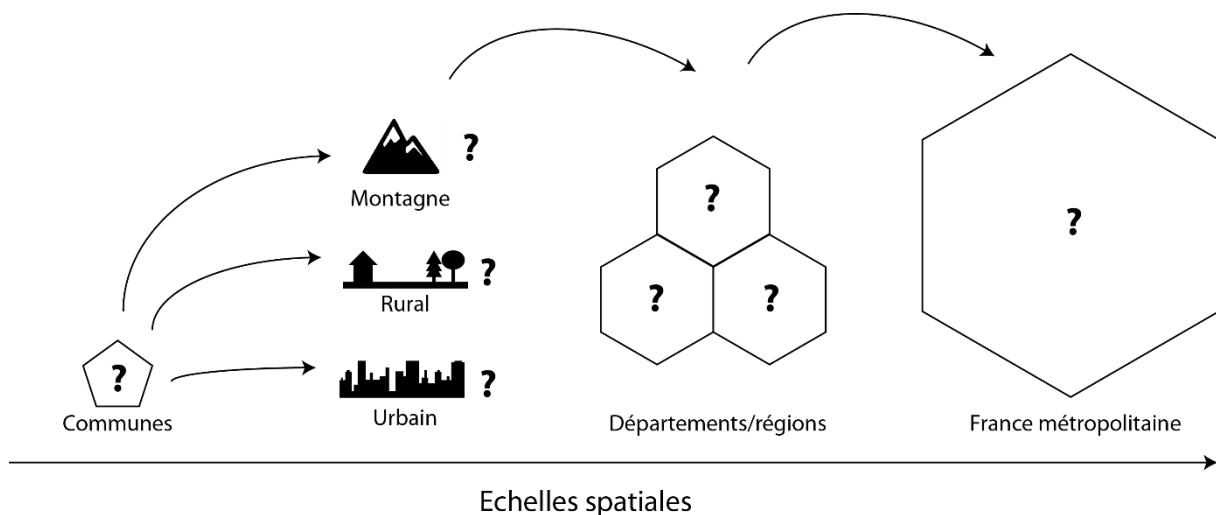 ?
Montagne
?
Rural
?
Urbain
?
Communes
?
?
?
Départements/régions
?
France métropolitaine
Echelles spatiales